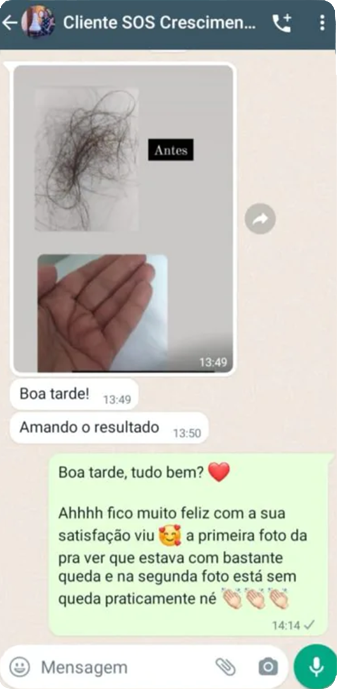 Cliente SOS Crescimen...
Antes
13:49
Boa tarde! 13:49
Amando o resultado 13:50
Boa tarde, tudo bem? ❤️
Ahhhh fico muito feliz com a sua
satisfação viu 🥰 a primeira foto da
pra ver que estava com bastante
queda e na segunda foto está sem
queda praticamente né 👏🏻👏🏻👏🏻
14:14
Mensagem